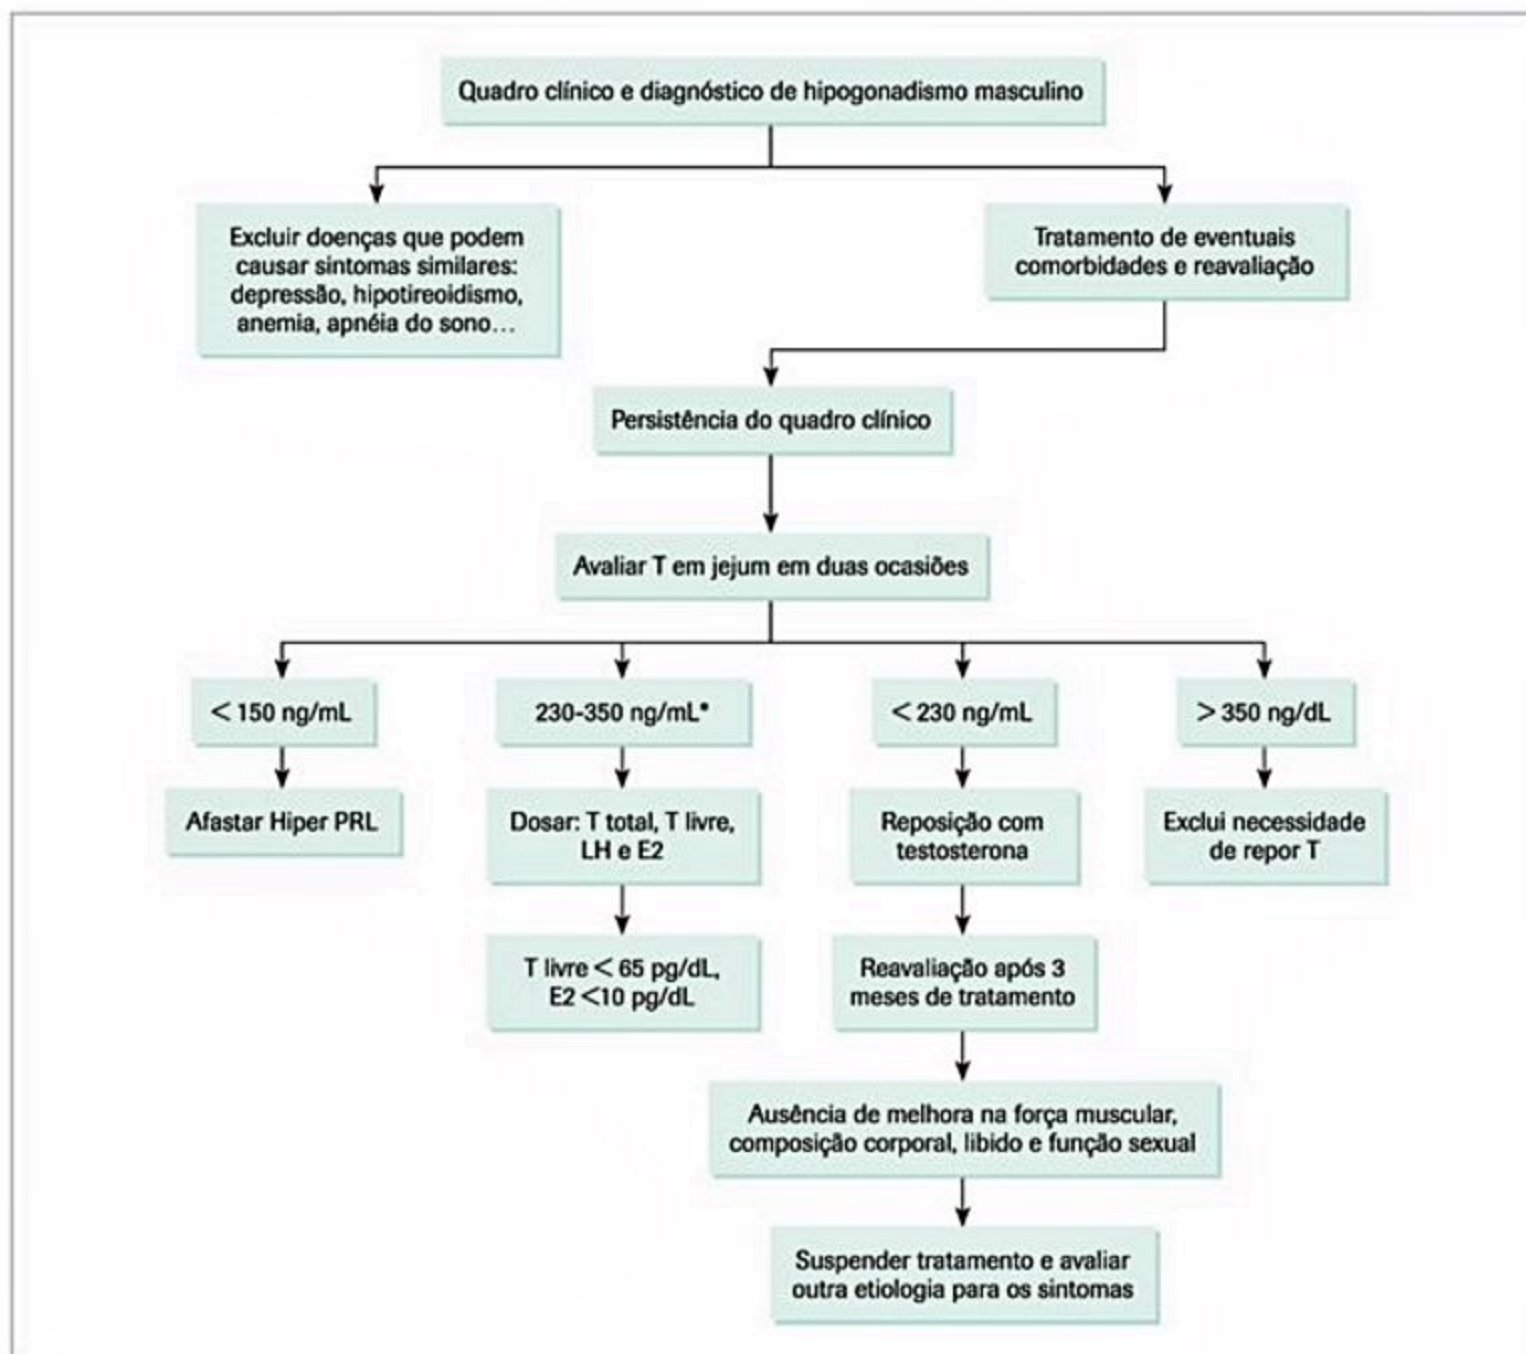 Quadro clínico e diagnóstico de hipogonadismo masculino
Excluir doenças que podem
causar sintomas similares:
depressão, hipotireoidismo,
anemia, apnéia do sono...
Tratamento de eventuais
comorbidades e reavaliação
Persistência do quadro clínico
Avaliar T em jejum em duas ocasiões
< 150 ng/mL
230-350 ng/mL*
< 230 ng/mL
> 350 ng/dL
Afastar Hiper PRL
Dosar: T total, T livre,
LH e E2
Reposição com
testosterona
Exclui necessidade
de repor T
T livre < 65 pg/dL,
E2 <10 pg/dL
Reavaliação após 3
meses de tratamento
Ausência de melhora na força muscular,
composição corporal, libido e função sexual
Suspender tratamento e avaliar
outra etiologia para os sintomas